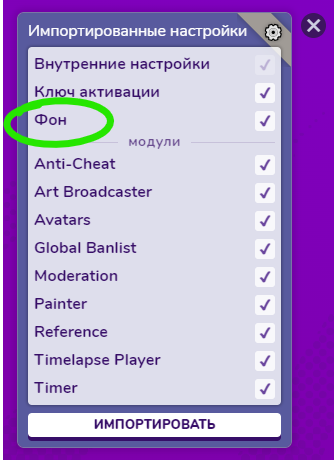 Импортированные настройки
Внутренние настройки
Ключ активации
Фон
модули
Anti-Cheat
Art Broadcaster
Avatars
Global Banlist
Moderation
Painter
Reference
Timelapse Player
Timer
ИМПОРТИРОВАТЬ